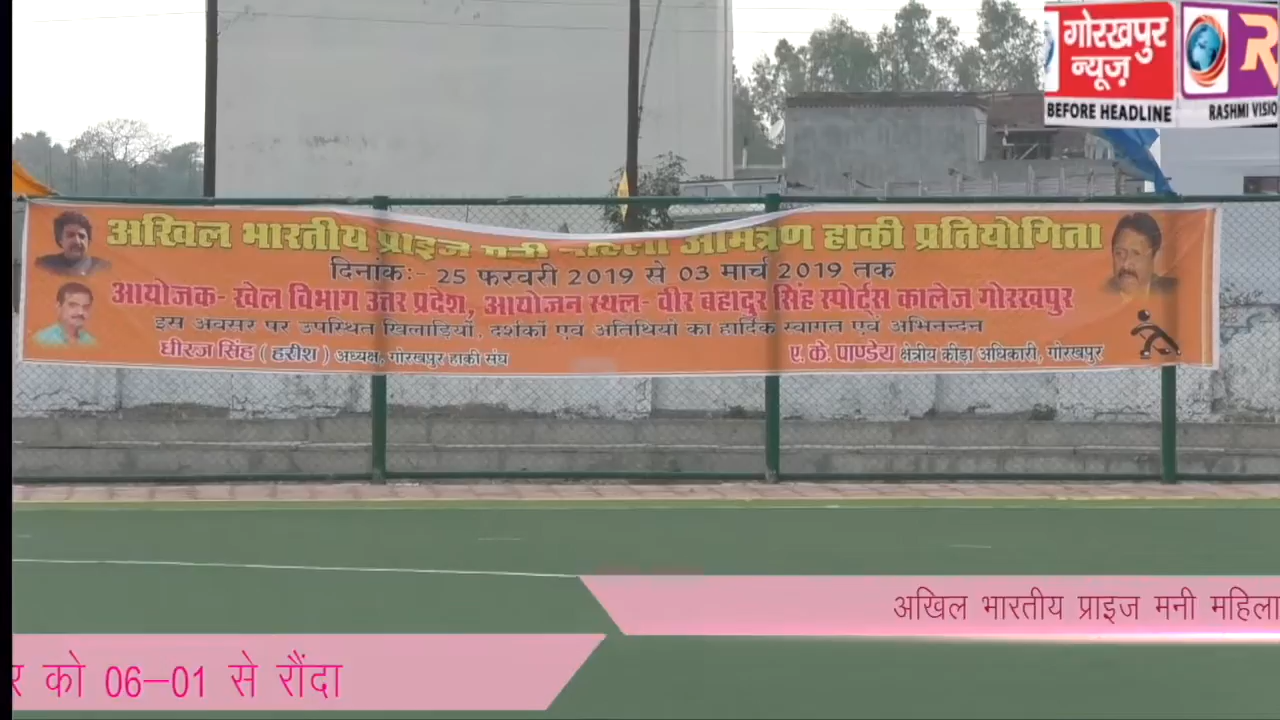 गोरखपुर
न्यूज़
BEFORE HEADLINE
RASHMI VISIO
अखिल भारतीय प्राइज मनी महिला आमंत्रण हाकी प्रतियोगिता
दिनांक:- 25 फरवरी 2019 से 03 मार्च 2019 तक
आयोजक- खेल विभाग उत्तर प्रदेश, आयोजन स्थल- वीर बहादुर सिंह स्पोर्ट्स कालेज गोरखपुर
इस अवसर पर उपस्थित खिलाड़ियों, दर्शकों एवं अतिथियों का हार्दिक स्वागत एवं अभिनन्दन
धीरज सिंह ( हरीश ) अध्यक्ष, गोरखपुर हाकी संघ
ए. के. पाण्डेय क्षेत्रीय क्रीड़ा अधिकारी, गोरखपुर
अखिल भारतीय प्राइज मनी महिला
र को 06-01 से रौंदा